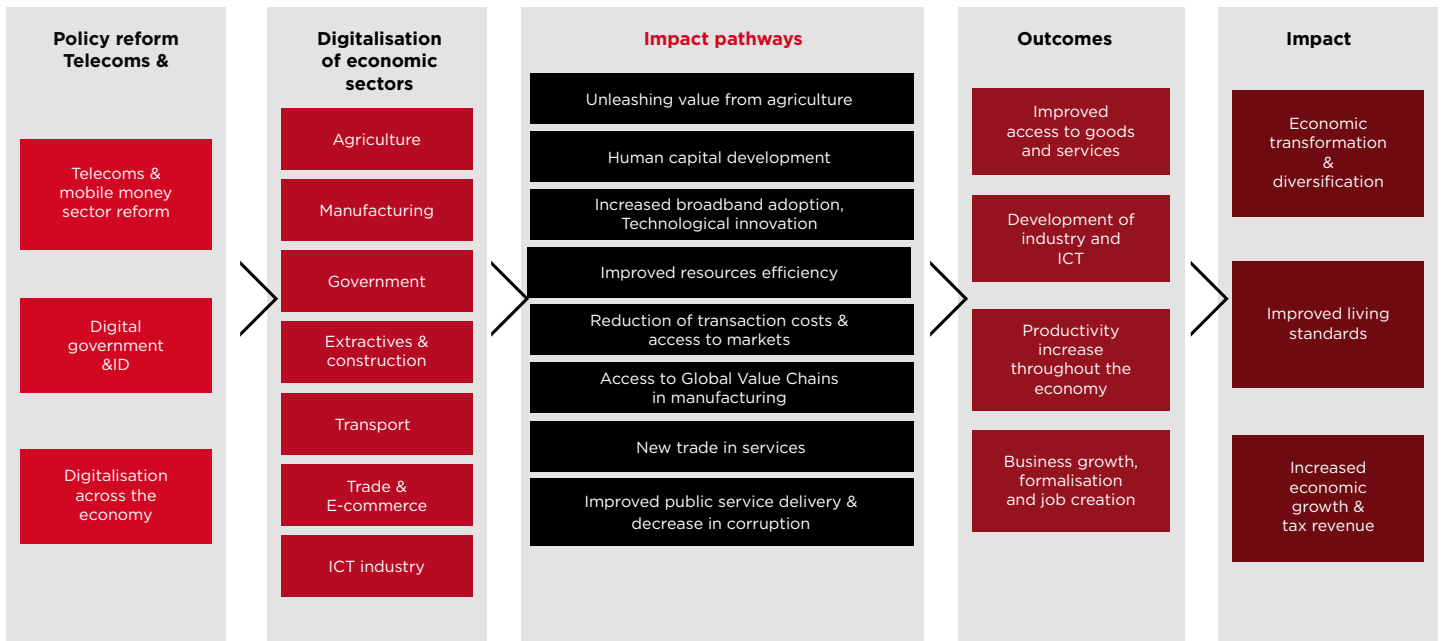 Policy reform
Telecoms &
Telecoms &
mobile money
sector reform
Digital
government
&ID
Digitalisation
across the
economy
Digitalisation
of economic
sectors
Agriculture
Manufacturing
Government
Extractives &
construction
Transport
Trade &
E-commerce
ICT industry
Impact pathways
Unleashing value from agriculture
Human capital development
Increased broadband adoption,
Technological innovation
Improved resources efficiency
Reduction of transaction costs &
access to markets
Access to Global Value Chains
in manufacturing
New trade in services
Improved public service delivery &
decrease in corruption
Outcomes
Improved
access to goods
and services
Development of
industry and
ICT
Productivity
increase
throughout the
economy
Business growth,
formalisation
and job creation
Impact
Economic
transformation
&
diversification
Improved living
standards
Increased
economic
growth &
tax revenue